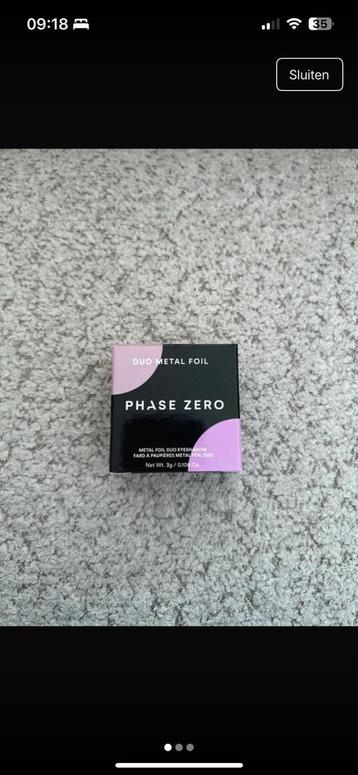 09:18
35
Sluiten
DUO METAL FOIL
PHASE ZERO
METAL FOIL DUO EYESHADOW
FARD À PAUPIÈRES METAL FOIL DUO
Net Wt. 3g / 0.106 Oz.